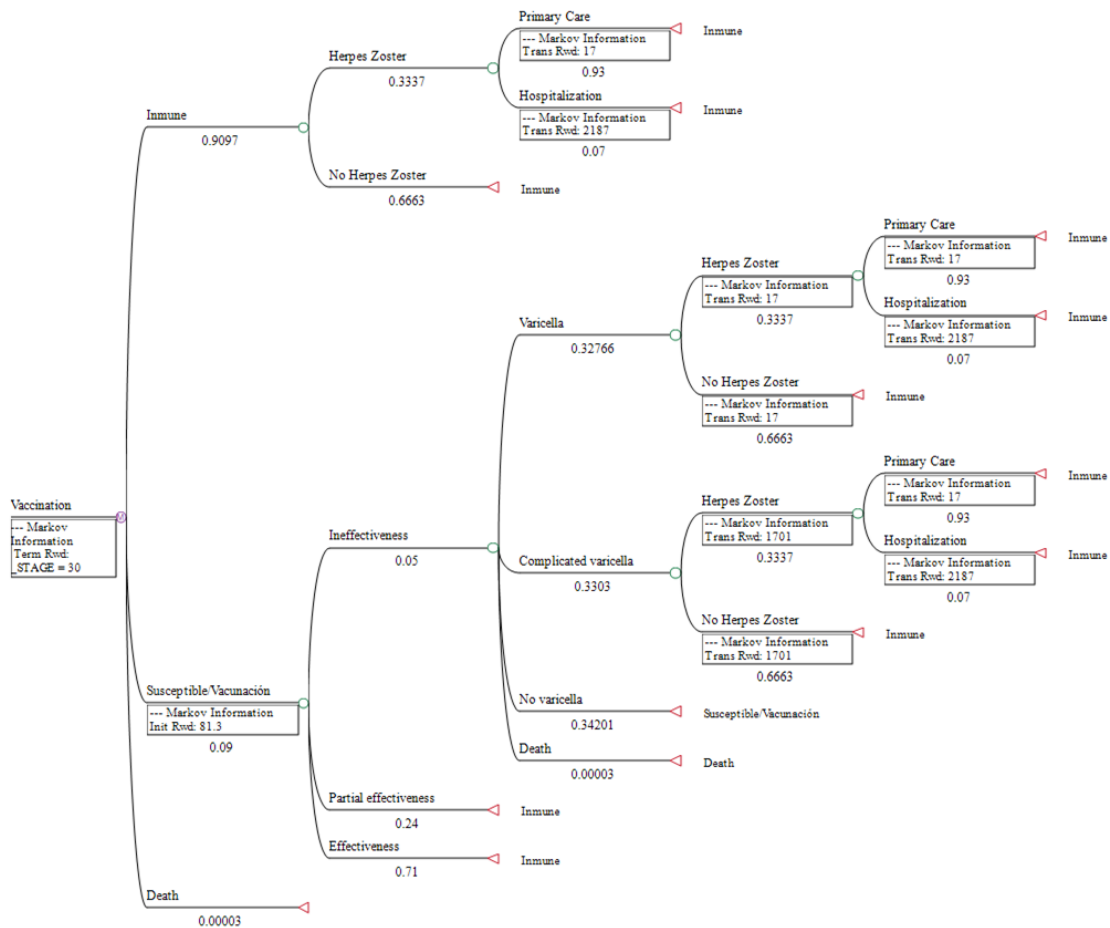 Primary Care
--- Markov Information
Trans Rwd: 17
0.93
Inmune
Herpes Zoster
0.3337
Hospitalization
--- Markov Information
Trans Rwd: 2187
0.07
Inmune
Inmune
0.9097
No Herpes Zoster
0.6663
Inmune
Primary Care
--- Markov Information
Trans Rwd: 17
0.93
Inmune
Herpes Zoster
--- Markov Information
Trans Rwd: 17
0.3337
Hospitalization
--- Markov Information
Trans Rwd: 2187
0.07
Inmune
Varicella
0.32766
No Herpes Zoster
--- Markov Information
Trans Rwd: 17
0.6663
Inmune
Primary Care
--- Markov Information
Trans Rwd: 17
0.93
Inmune
Herpes Zoster
--- Markov Information
Trans Rwd: 1701
0.3337
Hospitalization
--- Markov Information
Trans Rwd: 2187
0.07
Inmune
Vaccination
--- Markov
Information
Term Rwd:
_STAGE = 30
Ineffectiveness
0.05
Complicated varicella
0.3303
No Herpes Zoster
--- Markov Information
Trans Rwd: 1701
0.6663
Inmune
Susceptible/Vacunación
--- Markov Information
Init Rwd: 81.3
0.09
No varicella
0.34201
Susceptible/Vacunación
Death
0.00003
Death
Partial effectiveness
0.24
Inmune
Effectiveness
0.71
Inmune
Death
0.00003